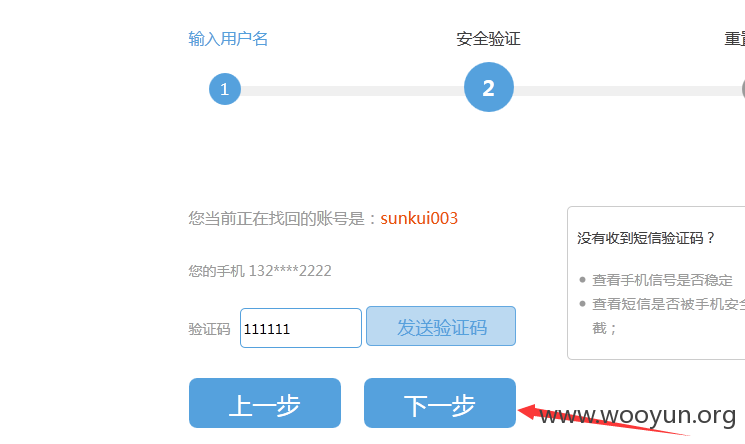 输入用户名 安全验证 重置
1 2
您当前正在找回的账号是：sunkui003
没有收到短信验证码？
您的手机 132****2222
查看手机信号是否稳定
查看短信是否被手机安全
截；
验证码 111111 发送验证码
上一步 下一步
www.wooyun.org